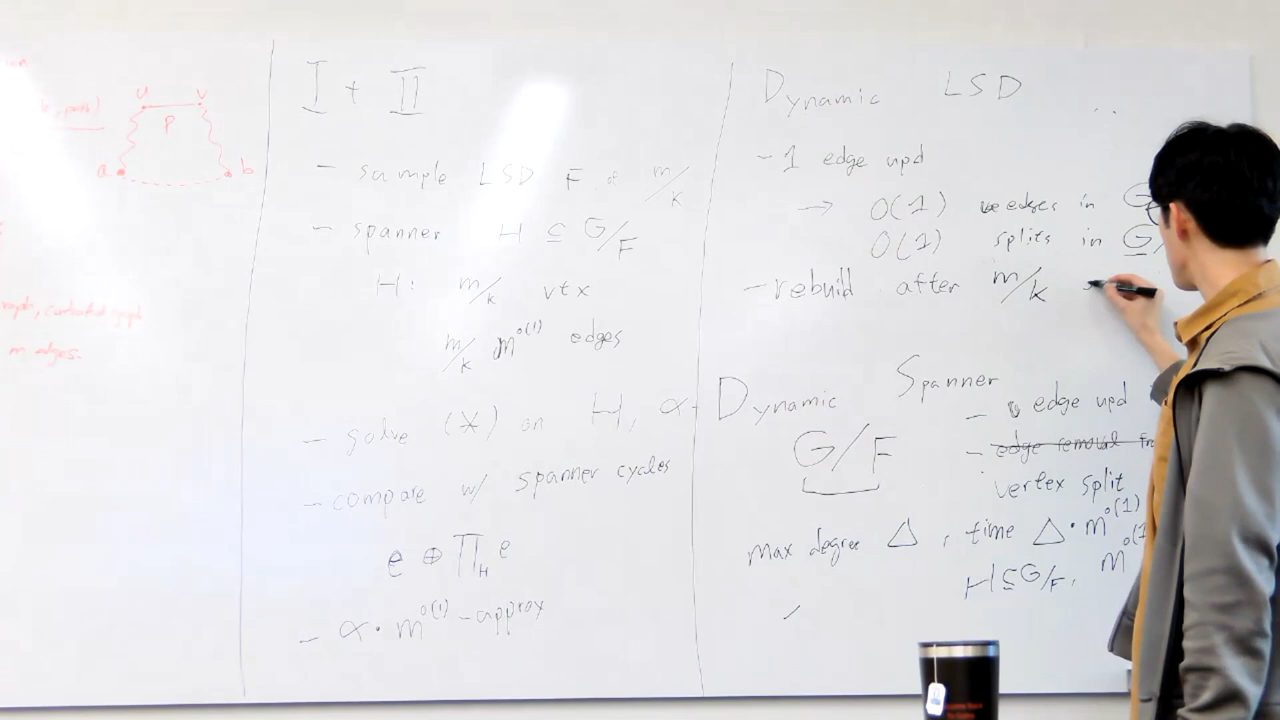 u v
P
a b
m edges.
I + II
- sample LSD F of m/k
- spanner H ⊆ G/F
H: m/k vtx
m/k m^o(1) edges
- solve (*) on H, α-
- compare w/ spanner cycles
e ⊕ Π_H e
- α · m^o(1) - approx
Dynamic LSD
- 1 edge upd
→ O(1) edges in G
O(1) splits in G/
- rebuild after m/k
Dynamic Spanner
G/F
- edge upd
- edge removal
vertex split
max degree Δ, time Δ · m^o(1)
H ⊆ G/F, m^o(1